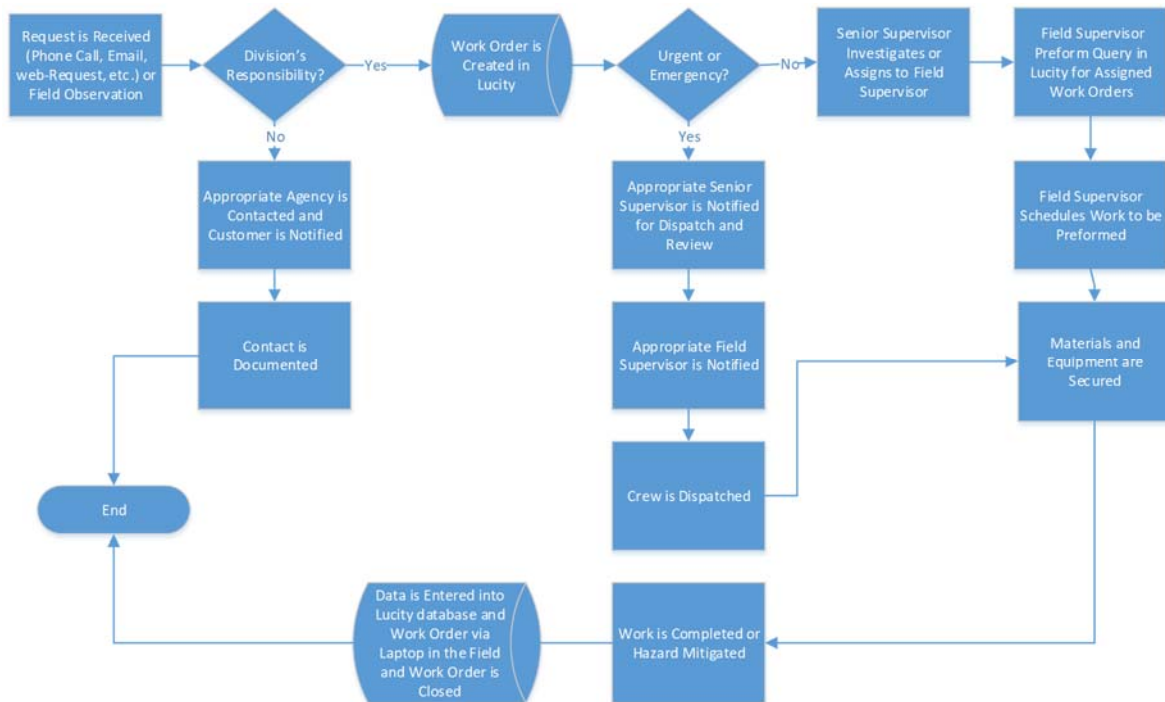 Request is Received
(Phone Call, Email,
web-Request, etc.) or
Field Observation
Division's
Responsibility?
Yes
Work Order is
Created in
Lucity
Urgent or
Emergency?
No
Senior Supervisor
Investigates or
Assigns to Field
Supervisor
Field Supervisor
Preform Query in
Lucity for Assigned
Work Orders
No
Yes
Appropriate Agency is
Contacted and
Customer is Notified
Appropriate Senior
Supervisor is Notified
for Dispatch and
Review
Field Supervisor
Schedules Work to be
Preformed
Contact is
Documented
Appropriate Field
Supervisor is Notified
Materials and
Equipment are
Secured
Crew is Dispatched
End
Data is Entered into
Lucity database and
Work Order via
Laptop in the Field
and Work Order is
Closed
Work is Completed or
Hazard Mitigated